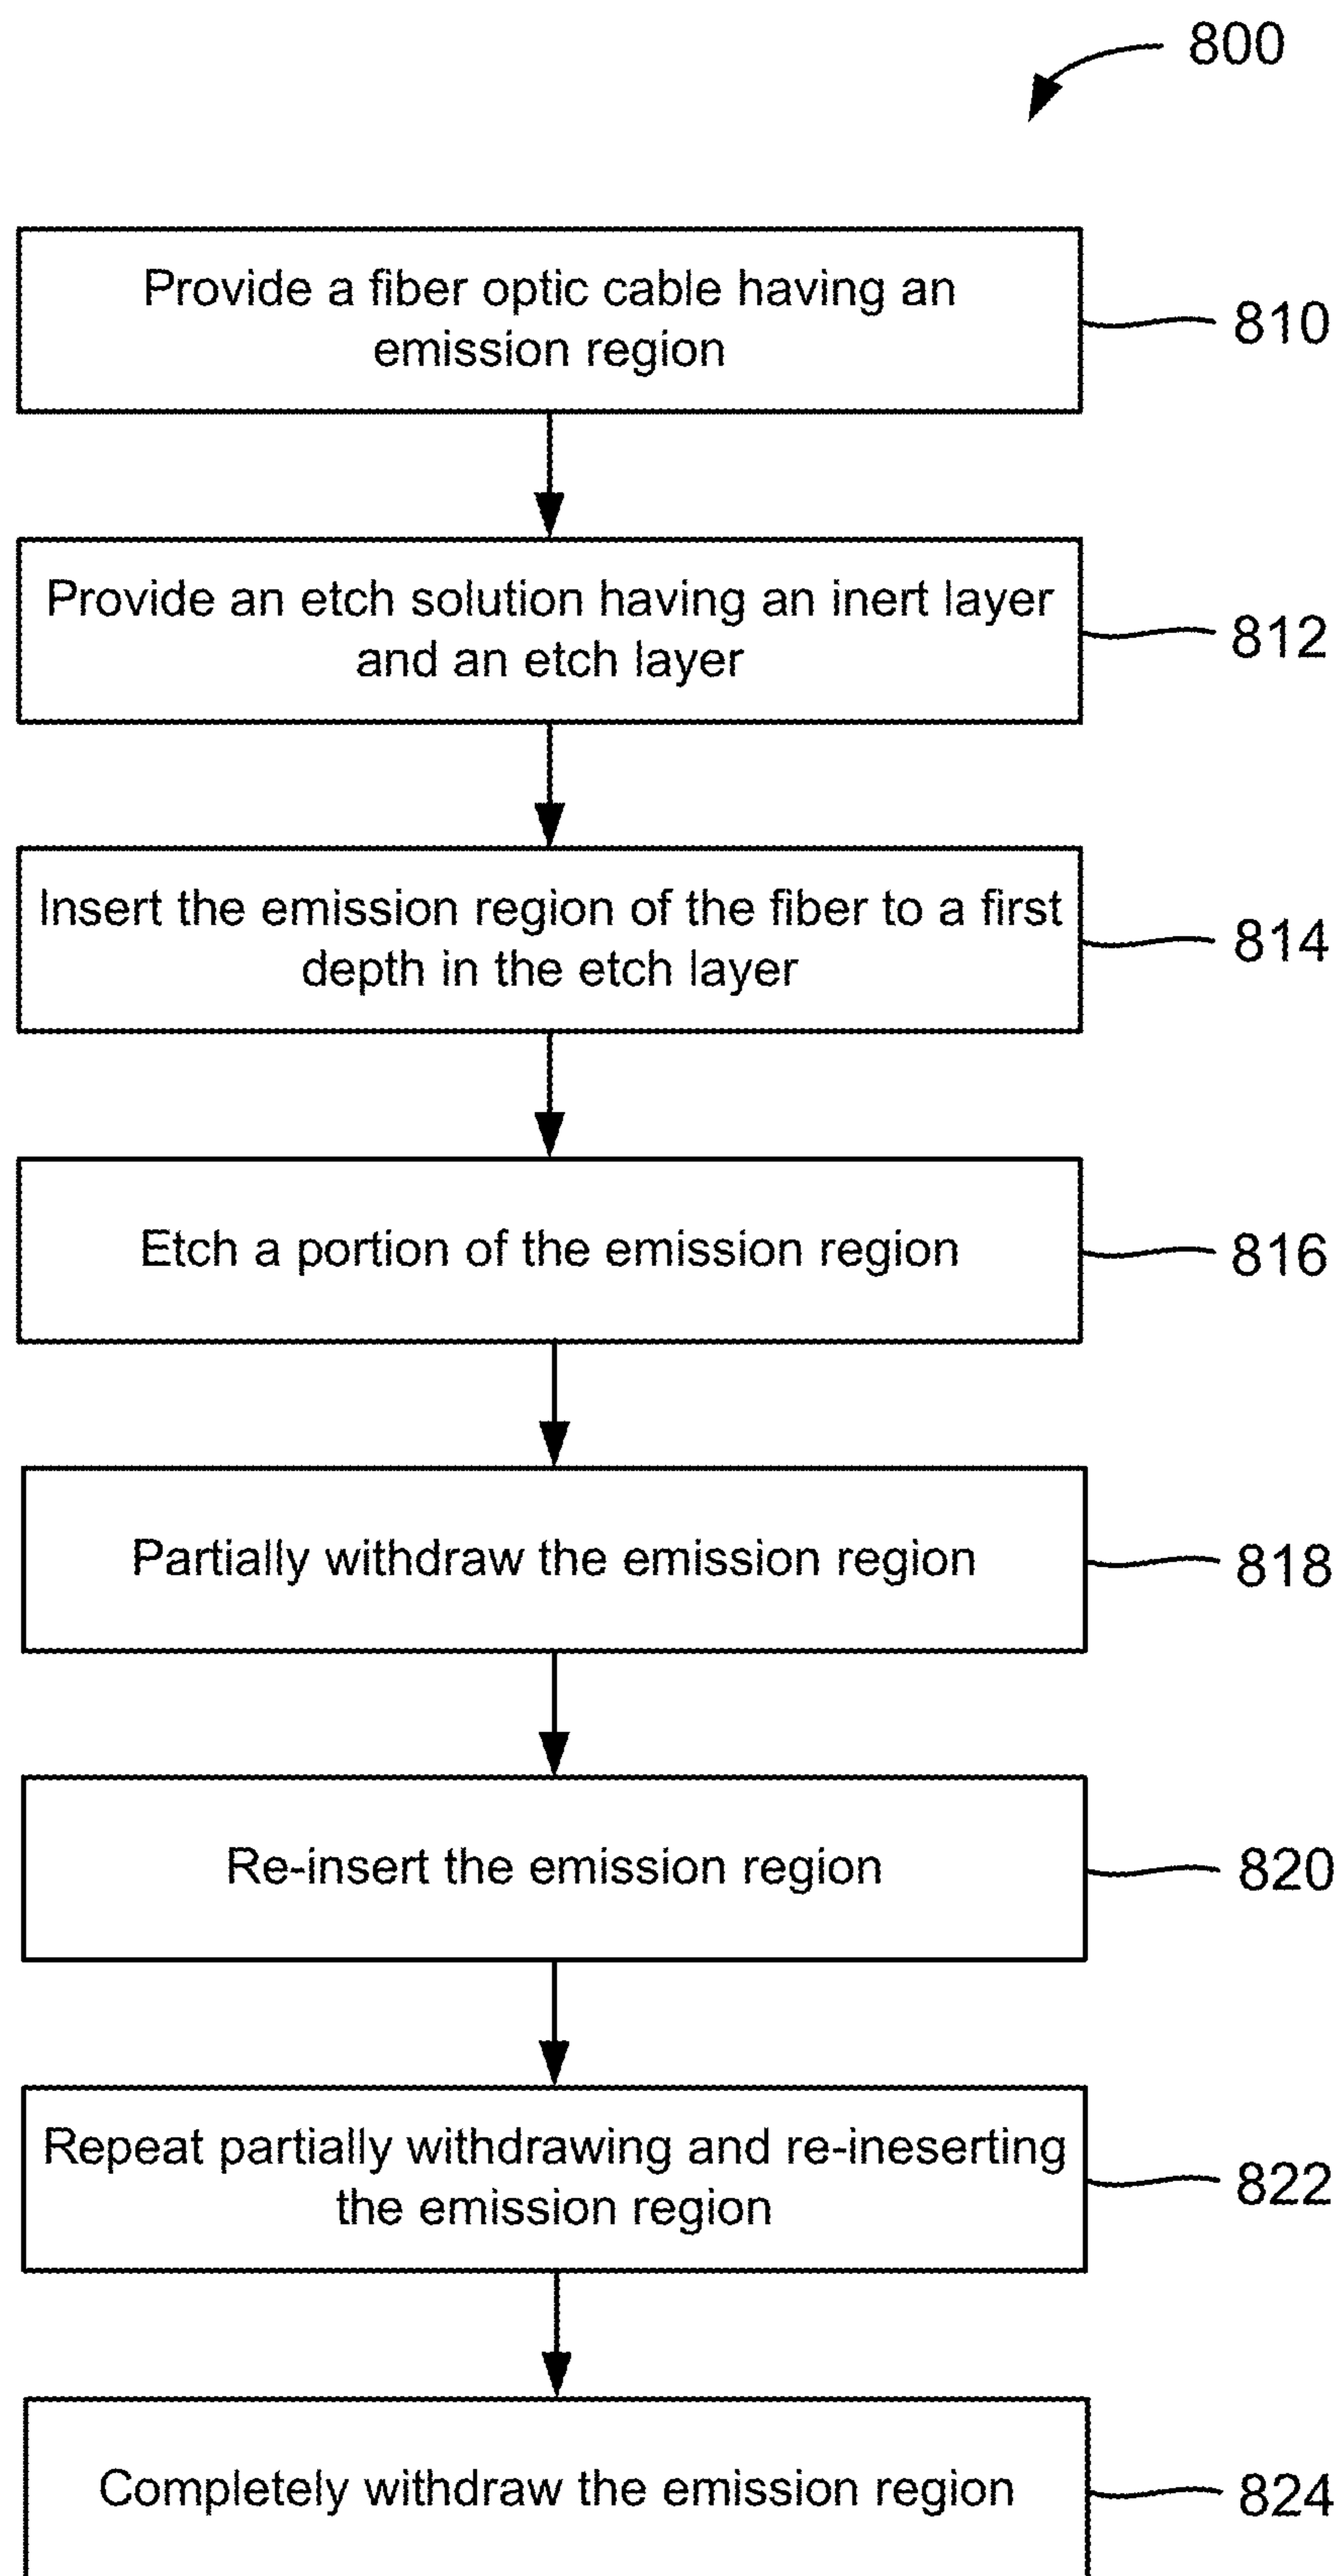 800
Provide a fiber optic cable having an
emission region
810
Provide an etch solution having an inert layer
and an etch layer
812
Insert the emission region of the fiber to a first
depth in the etch layer
814
Etch a portion of the emission region
816
Partially withdraw the emission region
818
Re-insert the emission region
820
Repeat partially withdrawing and re-ineserting
the emission region
822
Completely withdraw the emission region
824